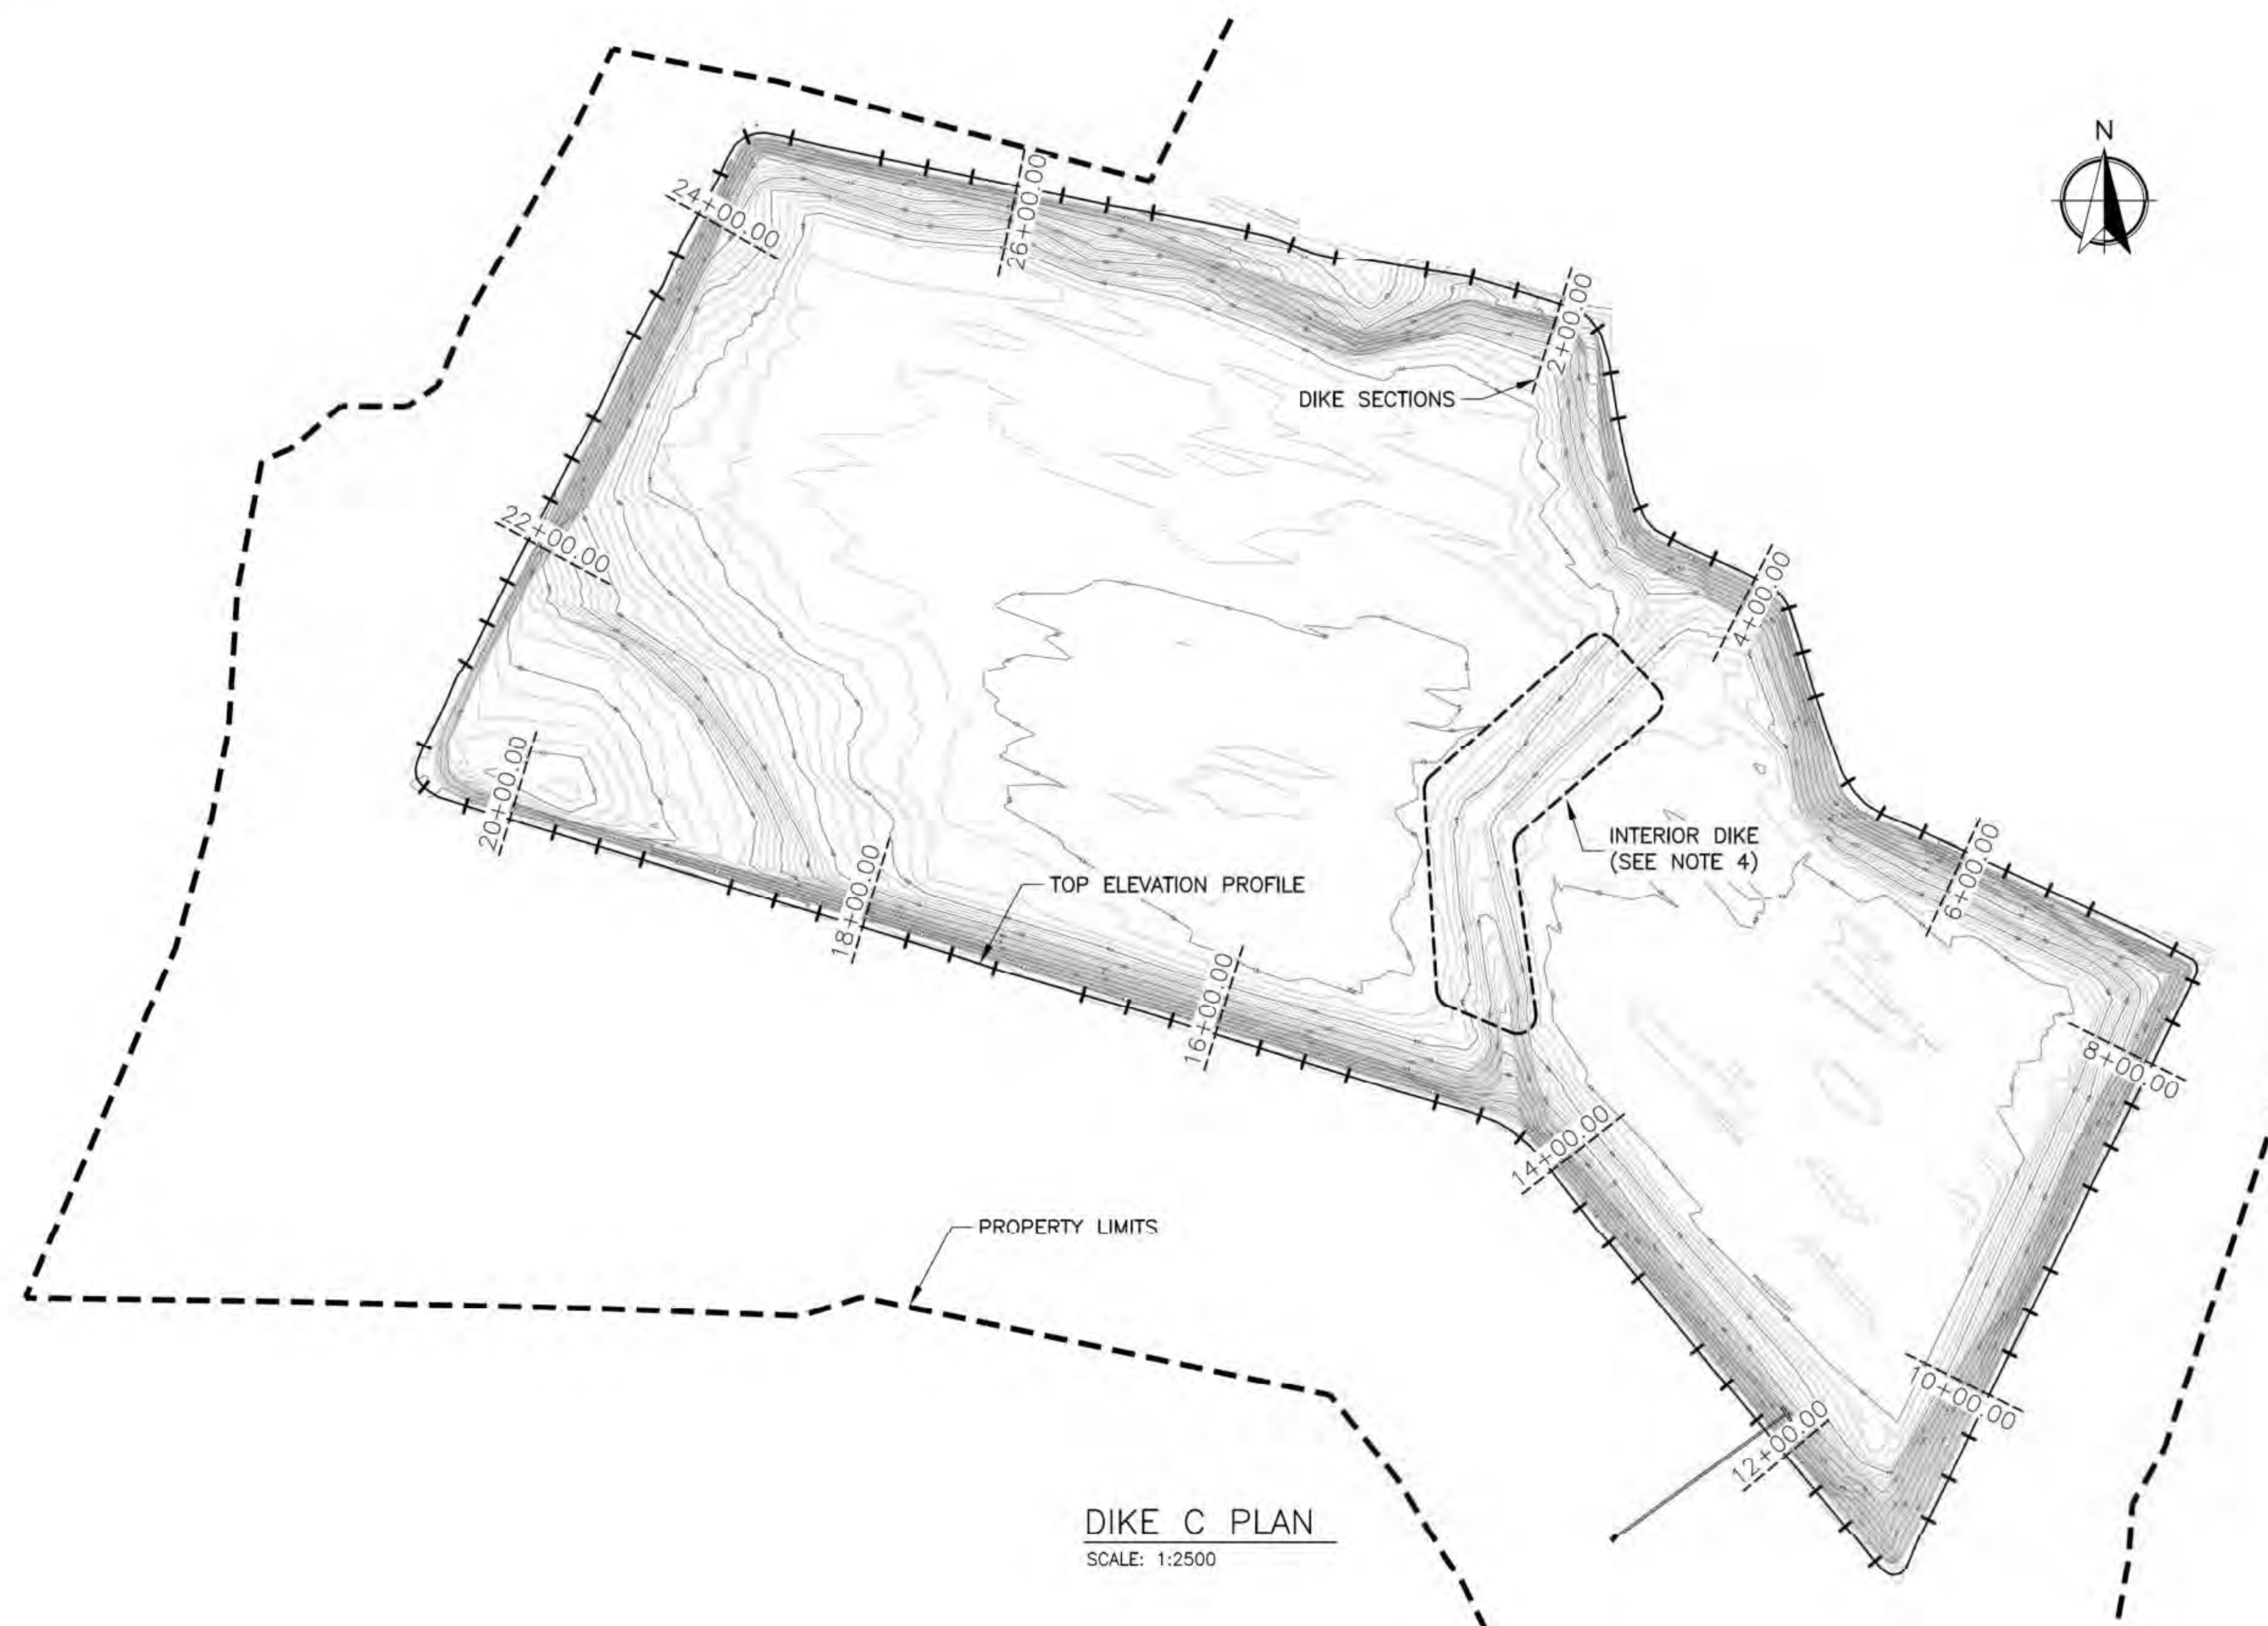 N
24+00.00
26+00.00
2+00.00
DIKE SECTIONS
22+00.00
4+00.00
20+00.00
INTERIOR DIKE
(SEE NOTE 4)
18+00.00
TOP ELEVATION PROFILE
6+00.00
16+00.00
8+00.00
14+00.00
PROPERTY LIMITS
10+00.00
12+00.00
DIKE C PLAN
SCALE: 1:2500